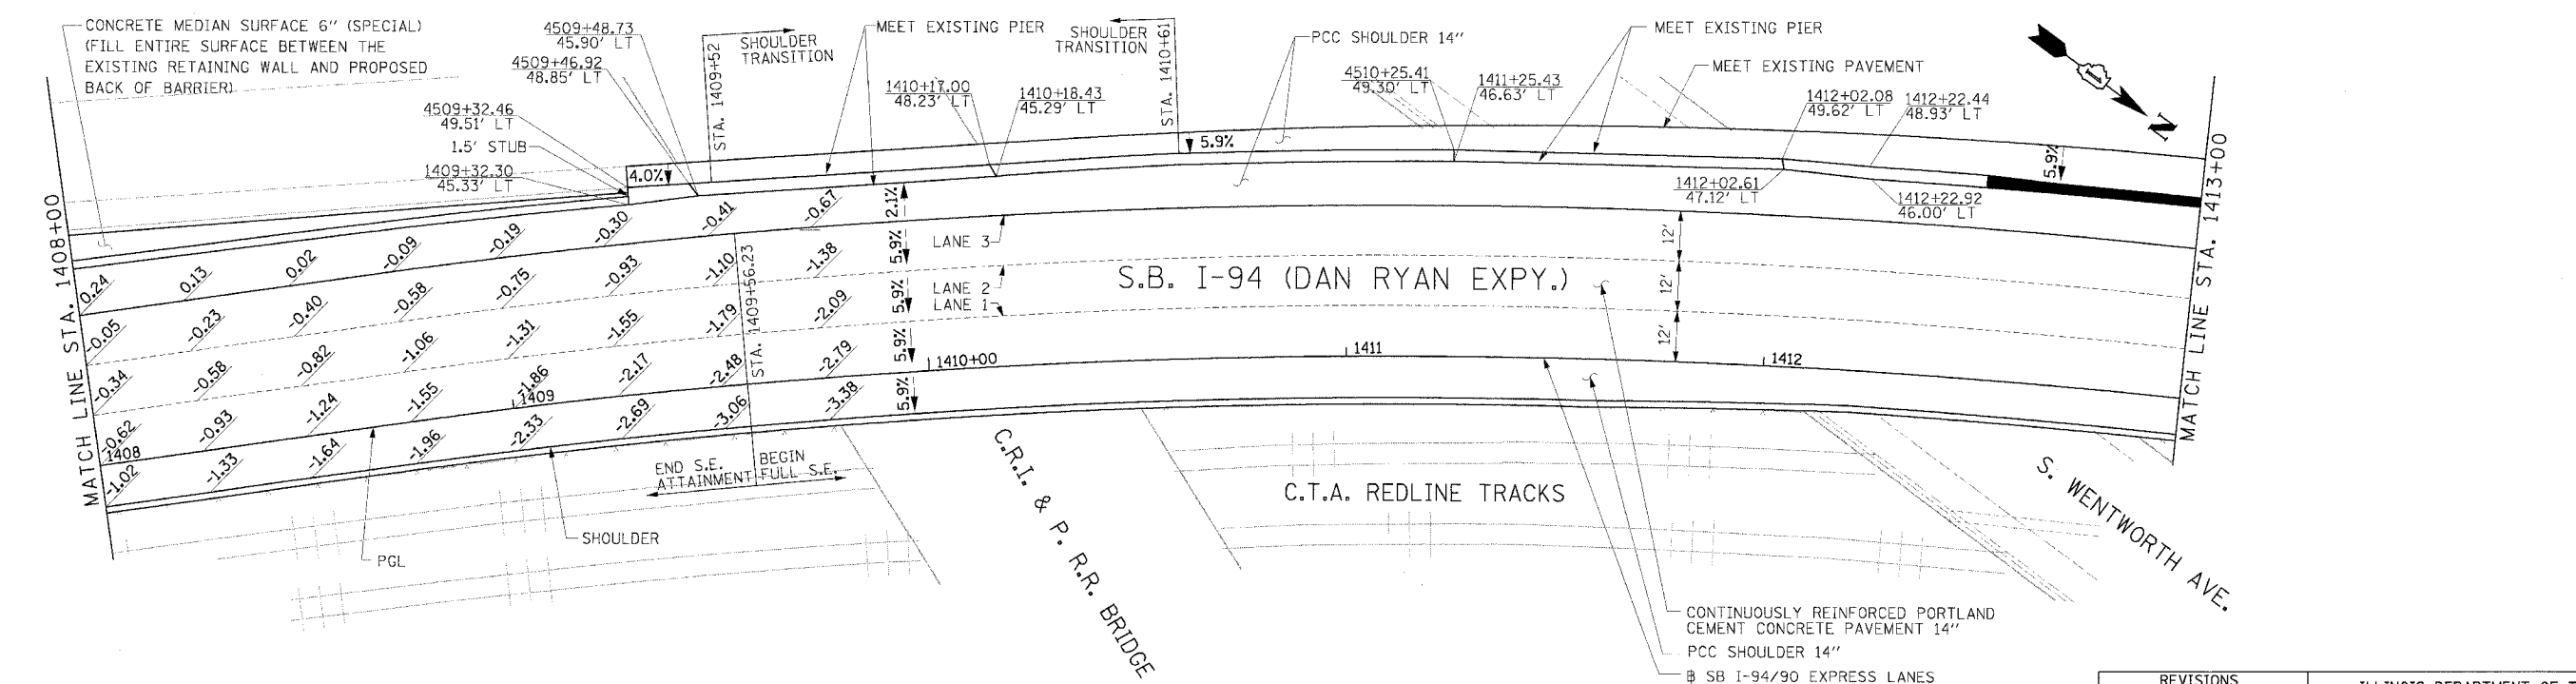 CONCRETE MEDIAN SURFACE 6" (SPECIAL)
(FILL ENTIRE SURFACE BETWEEN THE
EXISTING RETAINING WALL AND PROPOSED
BACK OF BARRIER)
4509+48.73
45.90' LT
4509+46.92
48.85' LT
4509+32.46
49.51' LT
1.5' STUB
1409+32.30
45.33' LT
STA. 1409+52
SHOULDER
TRANSITION
MEET EXISTING PIER
1410+17.00
48.23' LT
1410+18.43
45.29' LT
SHOULDER
TRANSITION
STA. 1410+61
PCC SHOULDER 14"
4510+25.41
49.30' LT
1411+25.43
46.63' LT
MEET EXISTING PIER
MEET EXISTING PAVEMENT
1412+02.08
49.62' LT
1412+22.44
48.93' LT
1412+02.61
47.12' LT
1412+22.92
46.00' LT
N
4.0%
5.9%
5.9%
MATCH LINE STA. 1408+00
MATCH LINE STA. 1413+00
0.24
0.13
0.02
-0.09
-0.19
-0.30
-0.41
-0.67
2.1%
-0.05
-0.23
-0.40
-0.58
-0.75
-0.93
-1.10
-1.38
5.9%
-0.34
-0.58
-0.82
-1.06
-1.31
-1.55
-1.79
-2.09
5.9%
-0.62
-0.93
-1.24
-1.55
-1.86
-2.17
-2.48
-2.79
5.9%
-1.02
-1.33
-1.64
-1.96
-2.33
-2.69
-3.06
-3.38
5.9%
STA. 1409+56.23
LANE 3
LANE 2
LANE 1
S.B. I-94 (DAN RYAN EXPY.)
12'
12'
12'
1408
1409
1410+00
1411
1412
END S.E.
ATTAINMENT
BEGIN
FULL S.E.
SHOULDER
PGL
C.R.I. & P. R.R. BRIDGE
C.T.A. REDLINE TRACKS
S. WENTWORTH AVE.
CONTINUOUSLY REINFORCED PORTLAND
CEMENT CONCRETE PAVEMENT 14"
PCC SHOULDER 14"
SB I-94/90 EXPRESS LANES
REVISIONS